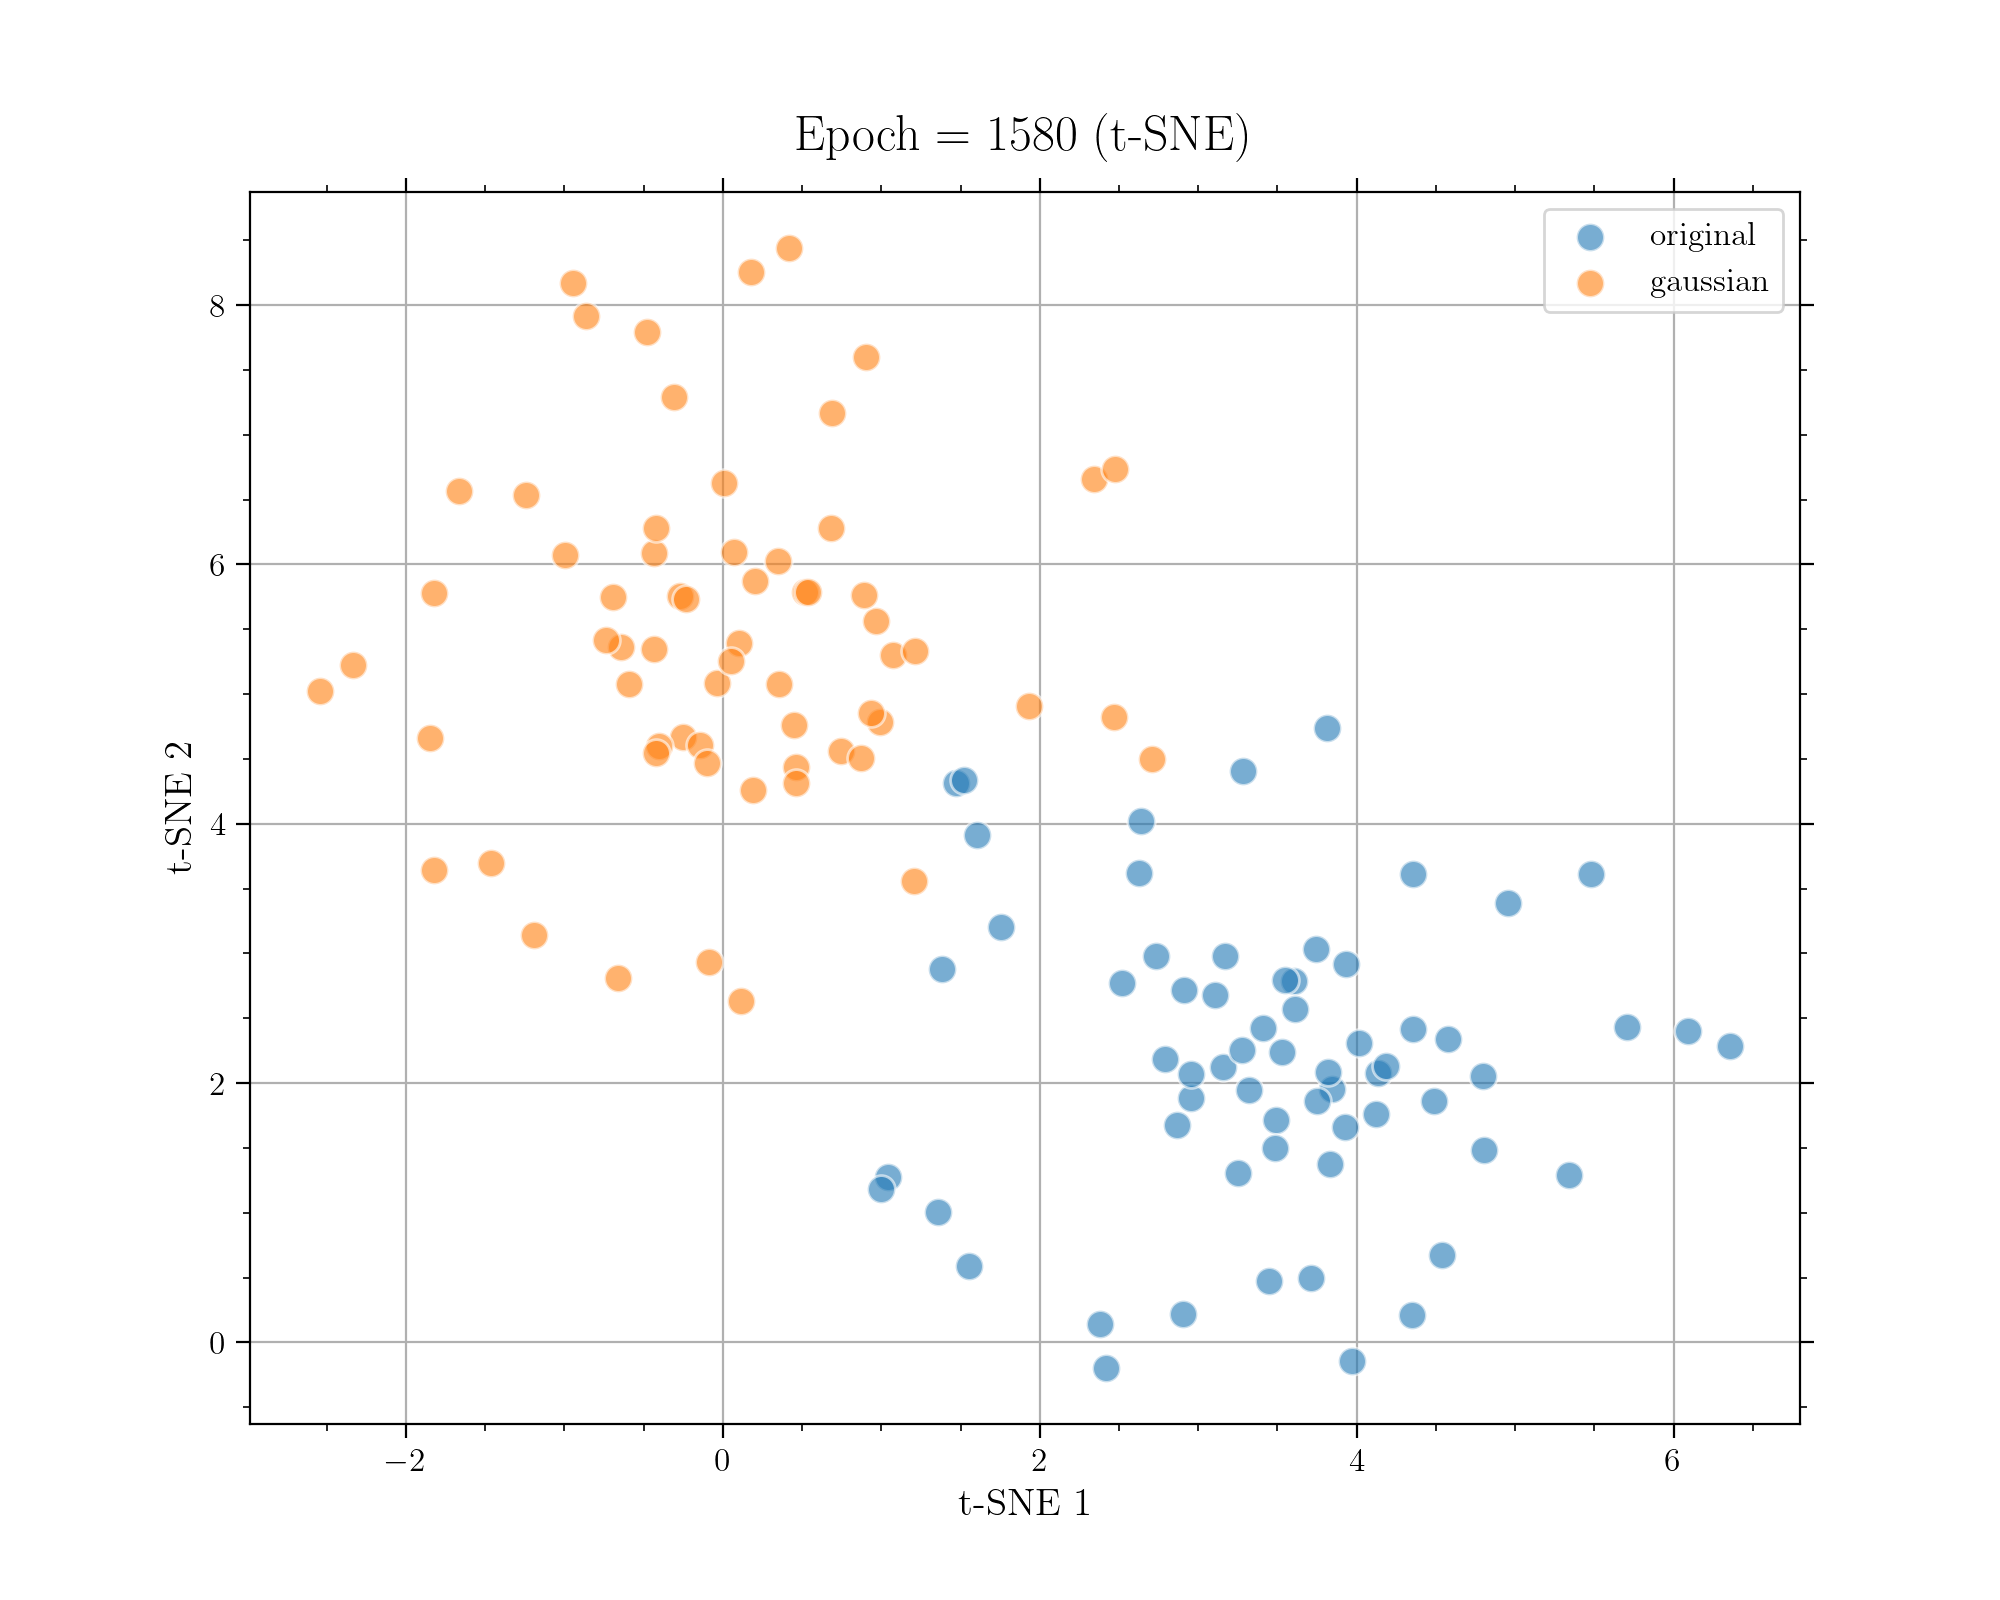 Epoch = 1580 (t-SNE)
original
gaussian
8
6
4
2
0
t-SNE 2
−2
0
2
4
6
t-SNE 1